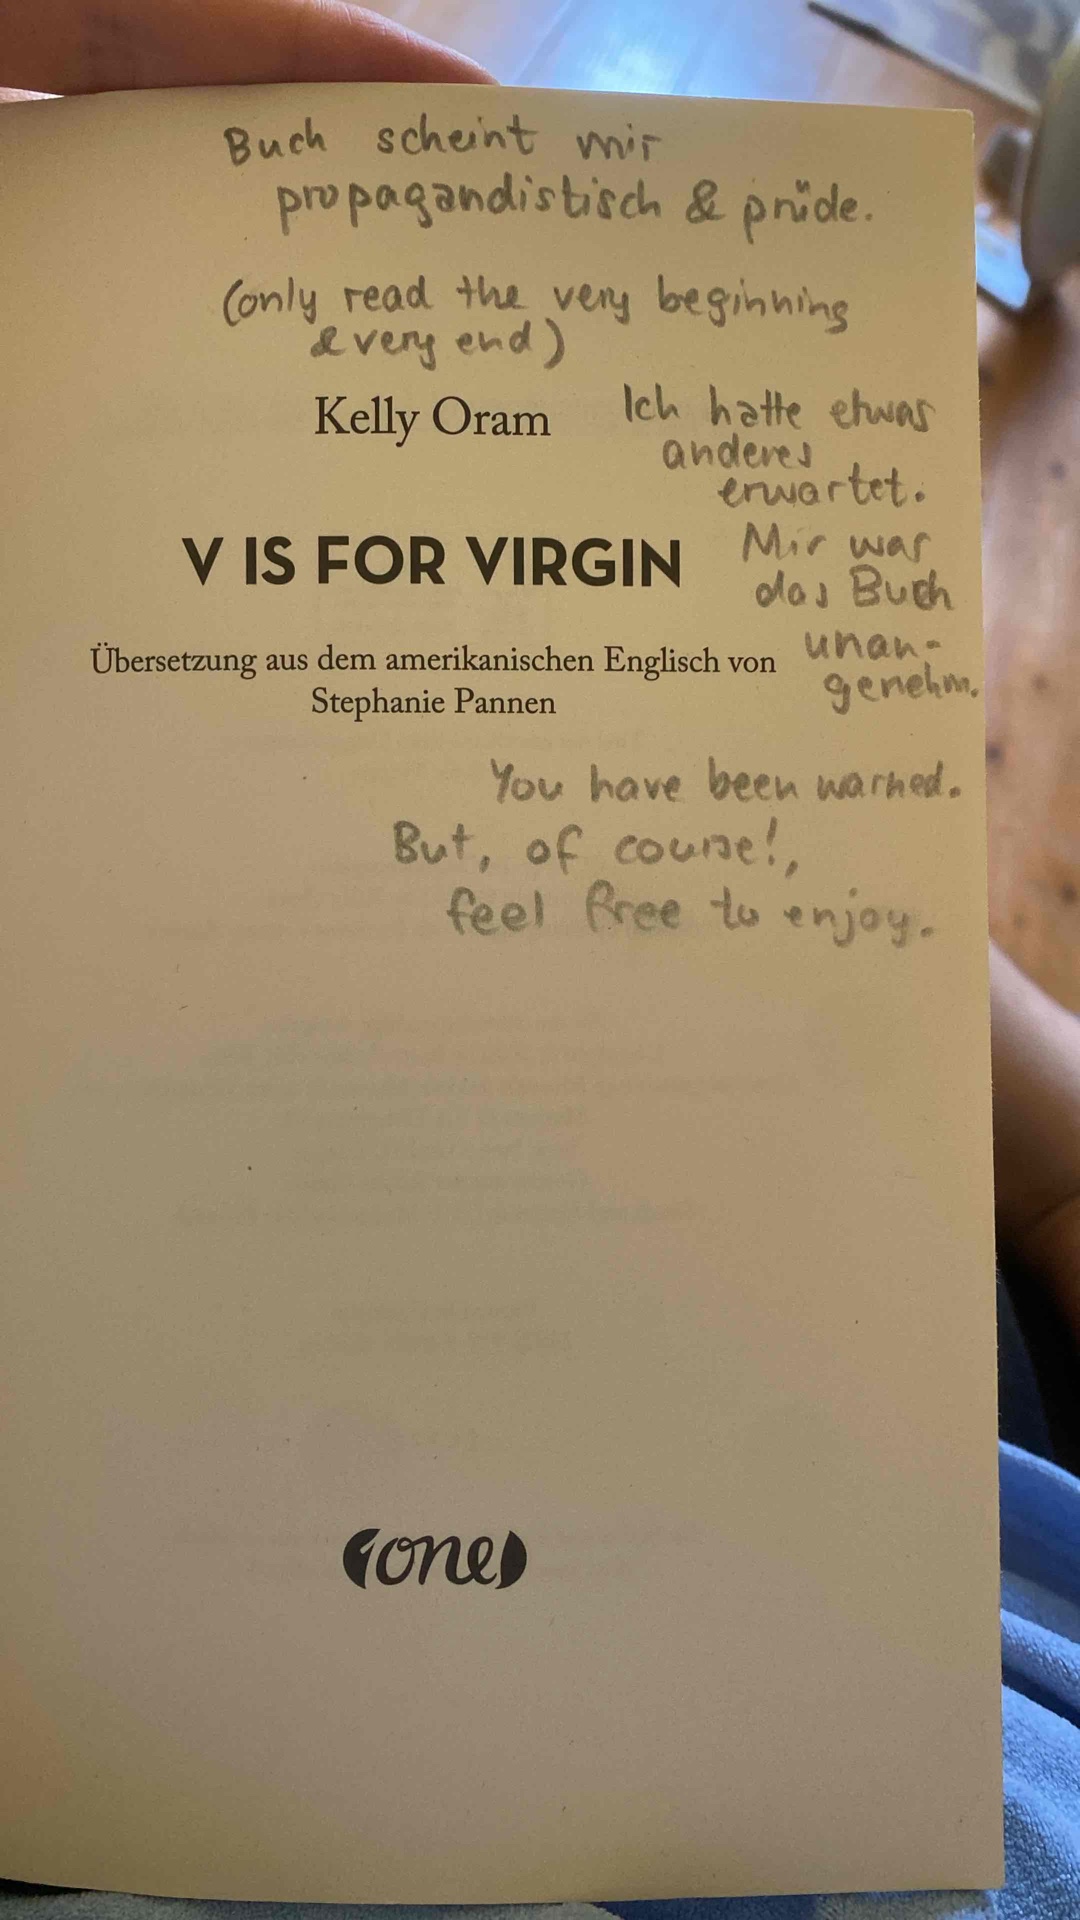 Buch scheint mir
propagandistisch & prüde.
(only read the very beginning
& very end)
Kelly Oram
Ich hatte etwas
anderes
erwartet.
V IS FOR VIRGIN
Mir war
das Buch
unan-
genehm.
Übersetzung aus dem amerikanischen Englisch von
Stephanie Pannen
You have been warned.
But, of course!,
feel free to enjoy.
one